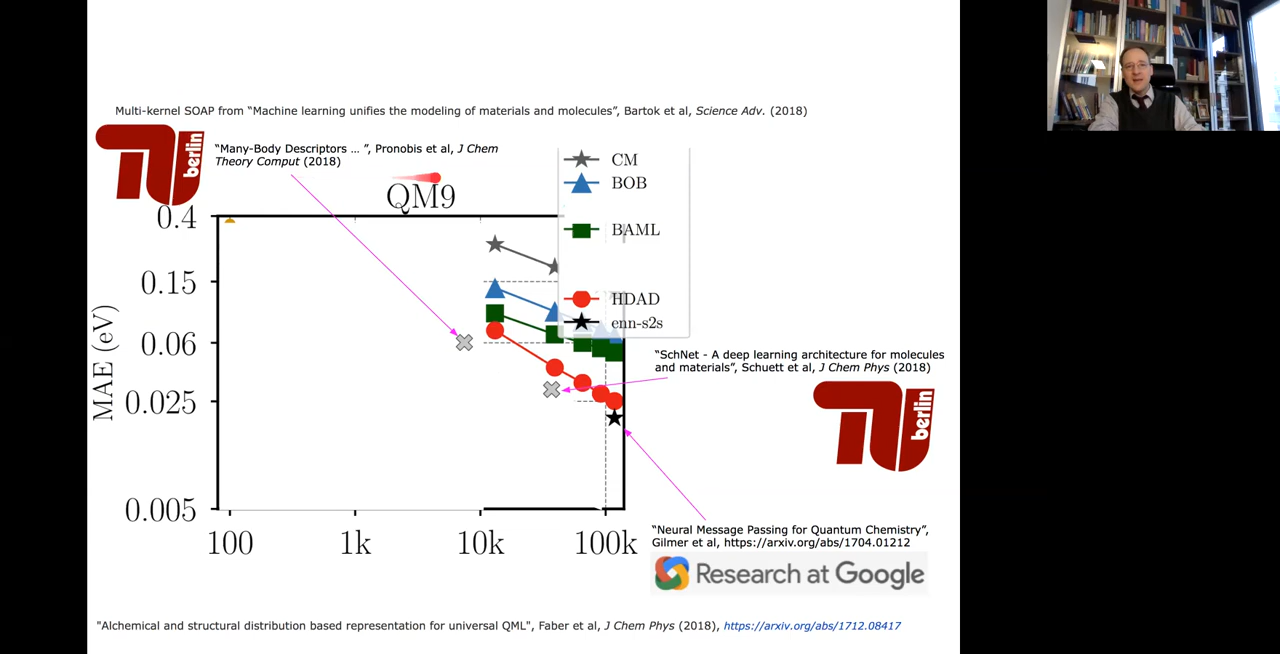 Multi-kernel SOAP from “Machine learning unifies the modeling of materials and molecules”, Bartok et al, Science Adv. (2018)
berlin
“Many-Body Descriptors ... ”, Pronobis et al, J Chem
Theory Comput (2018)
QM9
CM
BOB
BAML
HDAD
enn-s2s
MAE (eV)
0.4
0.15
0.06
0.025
0.005
100
1k
10k
100k
“SchNet - A deep learning architecture for molecules
and materials”, Schuett et al, J Chem Phys (2018)
berlin
“Neural Message Passing for Quantum Chemistry”,
Gilmer et al, https://arxiv.org/abs/1704.01212
Research at Google
"Alchemical and structural distribution based representation for universal QML", Faber et al, J Chem Phys (2018), https://arxiv.org/abs/1712.08417